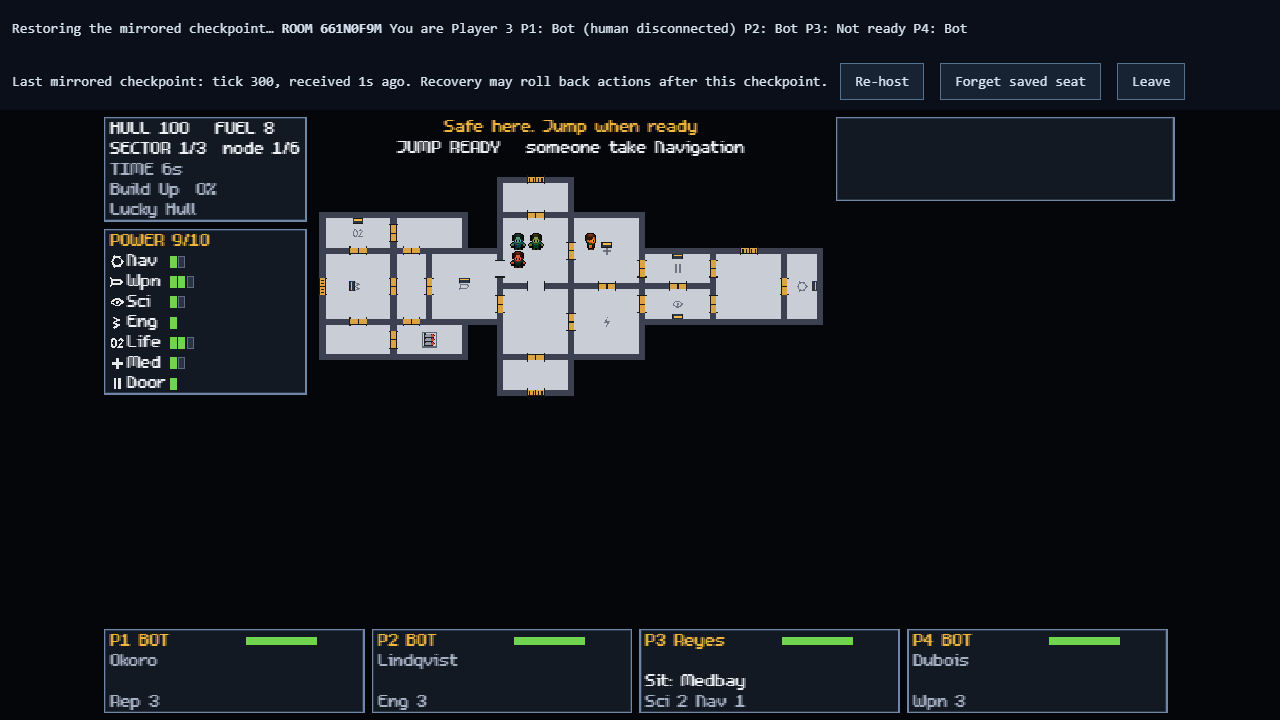 Restoring the mirrored checkpoint… ROOM 661N0F9M You are Player 3 P1: Bot (human disconnected) P2: Bot P3: Not ready P4: Bot
Last mirrored checkpoint: tick 300, received 1s ago. Recovery may roll back actions after this checkpoint. Re-host Forget saved seat Leave
HULL 100 FUEL 8
SECTOR 1/3 node 1/6
TIME 6s
Build Up 0%
Lucky Hull
Safe here. Jump when ready
JUMP READY someone take Navigation
POWER 9/10
Nav
Wpn
Sci
Eng
O2 Life
Med
Door
O2
P1 BOT
Okoro
Rep 3
P2 BOT
Lindqvist
Eng 3
P3 Reyes
Sit: Medbay
Sci 2 Nav 1
P4 BOT
Dubois
Wpn 3